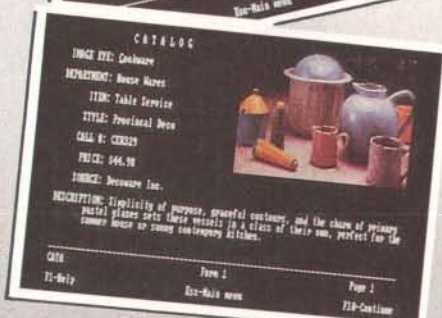 Esc-Main menu
CATALOG
IMAGE EYE: Cookware
DEPARTMENT: House Wares
ITEM: Table Service
STYLE: Provincal Deco
CALL #: CER329
PRICE: $44.98
SOURCE: Decoware Inc.
DESCRIPTION: Simplicity of purpose, graceful contours, and the charm of primary
pastel glazes sets these vessels in a class of their own, perfect for the
summer house or sunny contempory kitchen.
CATA Form 1 Page 1
F1-Help Esc-Main menu F10-Continue